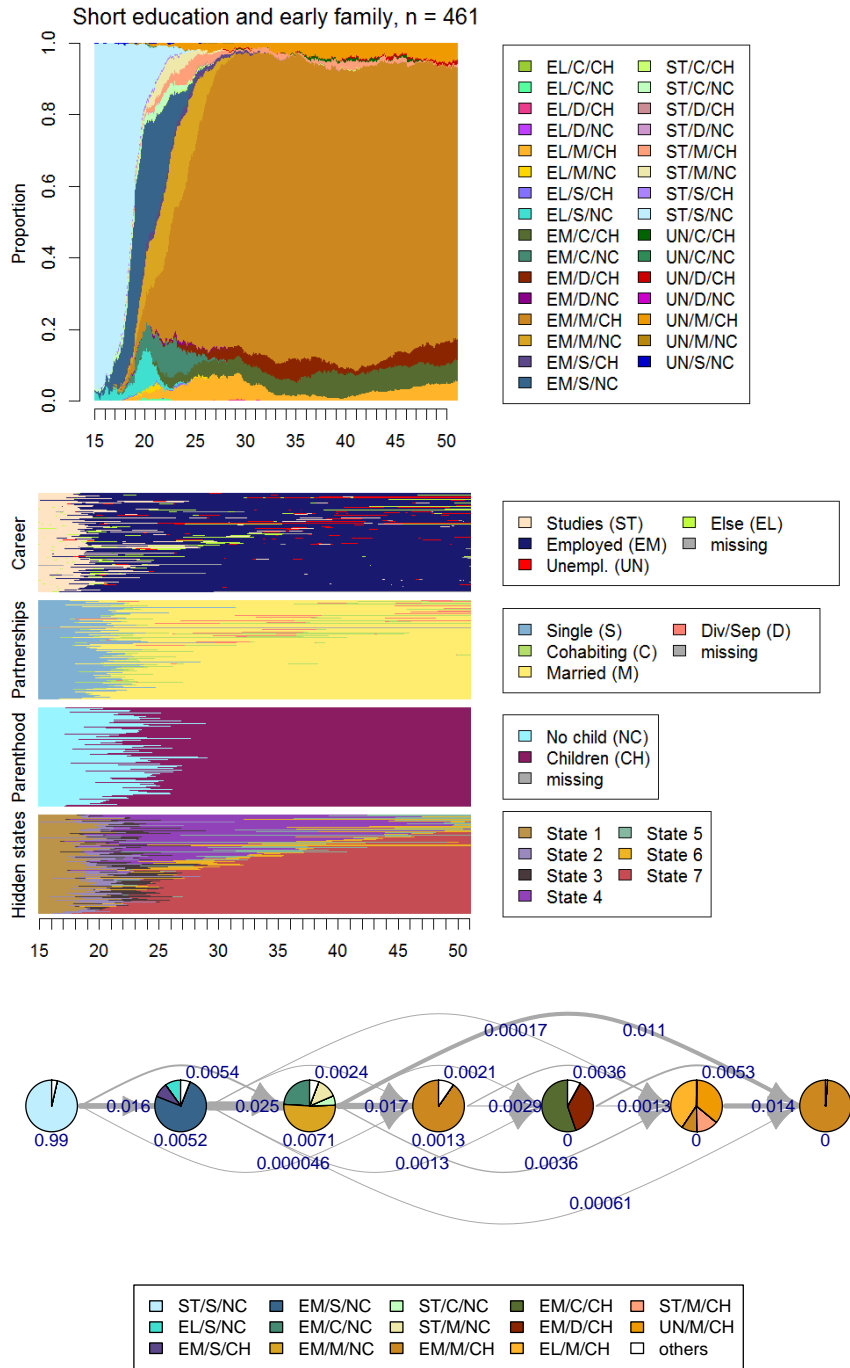 Short education and early family, n = 461
Proportion
1.0
0.8
0.6
0.4
0.2
0.0
15 20 25 30 35 40 45 50
EL/C/CH ST/C/CH
EL/C/NC ST/C/NC
EL/D/CH ST/D/CH
EL/D/NC ST/D/NC
EL/M/CH ST/M/CH
EL/M/NC ST/M/NC
EL/S/CH ST/S/CH
EL/S/NC ST/S/NC
EM/C/CH UN/C/CH
EM/C/NC UN/C/NC
EM/D/CH UN/D/CH
EM/D/NC UN/D/NC
EM/M/CH UN/M/CH
EM/M/NC UN/M/NC
EM/S/CH UN/S/NC
EM/S/NC
Career
Studies (ST) Else (EL)
Employed (EM) missing
Unempl. (UN)
Partnerships
Single (S) Div/Sep (D)
Cohabiting (C) missing
Married (M)
Parenthood
No child (NC)
Children (CH)
missing
Hidden states
State 1 State 5
State 2 State 6
State 3 State 7
State 4
15 20 25 30 35 40 45 50
0.00017 0.011
0.0054 0.0024 0.0021 0.0036 0.0053
0.016 0.025 0.017 0.0029 0.0013 0.014
0.99 0.0052 0.0071 0.0013 0 0 0
0.000046 0.0013 0.0036
0.00061
ST/S/NC EM/S/NC ST/C/NC EM/C/CH ST/M/CH
EL/S/NC EM/C/NC ST/M/NC EM/D/CH UN/M/CH
EM/S/CH EM/M/NC EM/M/CH EL/M/CH others